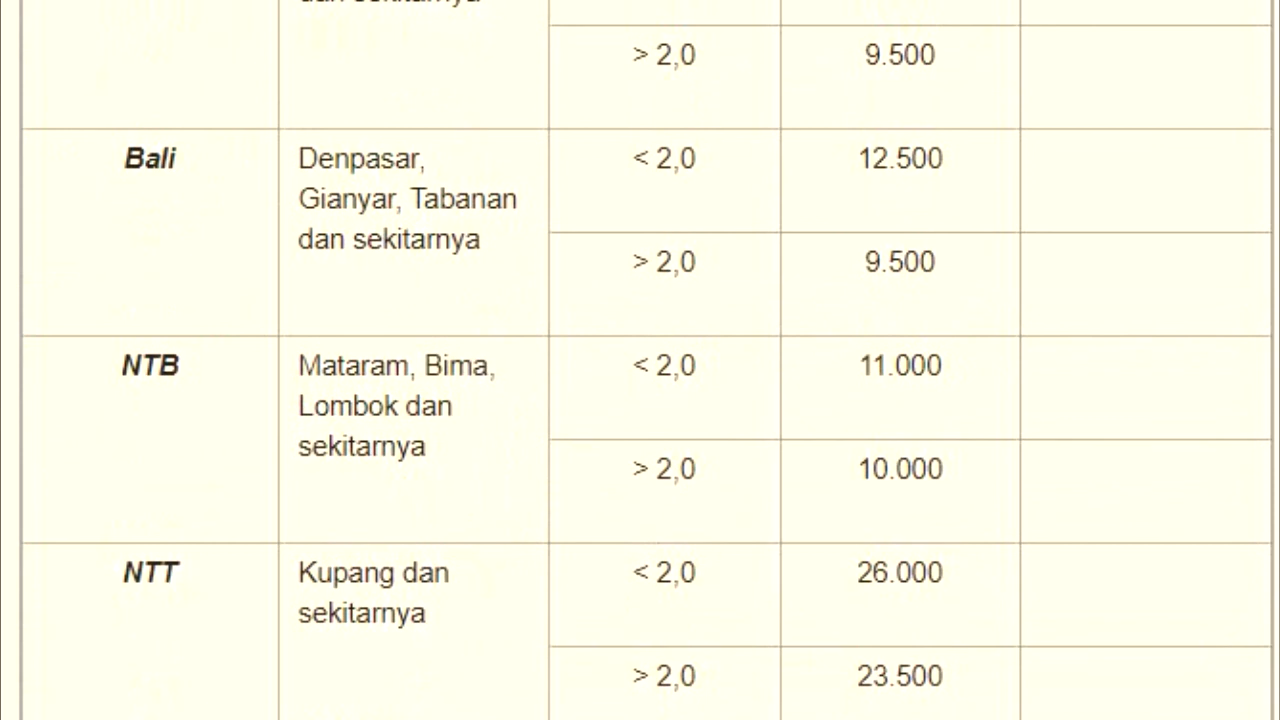 > 2,0 9.500
Bali Denpasar, < 2,0 12.500
Gianyar, Tabanan
dan sekitarnya
> 2,0 9.500
NTB Mataram, Bima, < 2,0 11.000
Lombok dan
sekitarnya
> 2,0 10.000
NTT Kupang dan < 2,0 26.000
sekitarnya
> 2,0 23.500